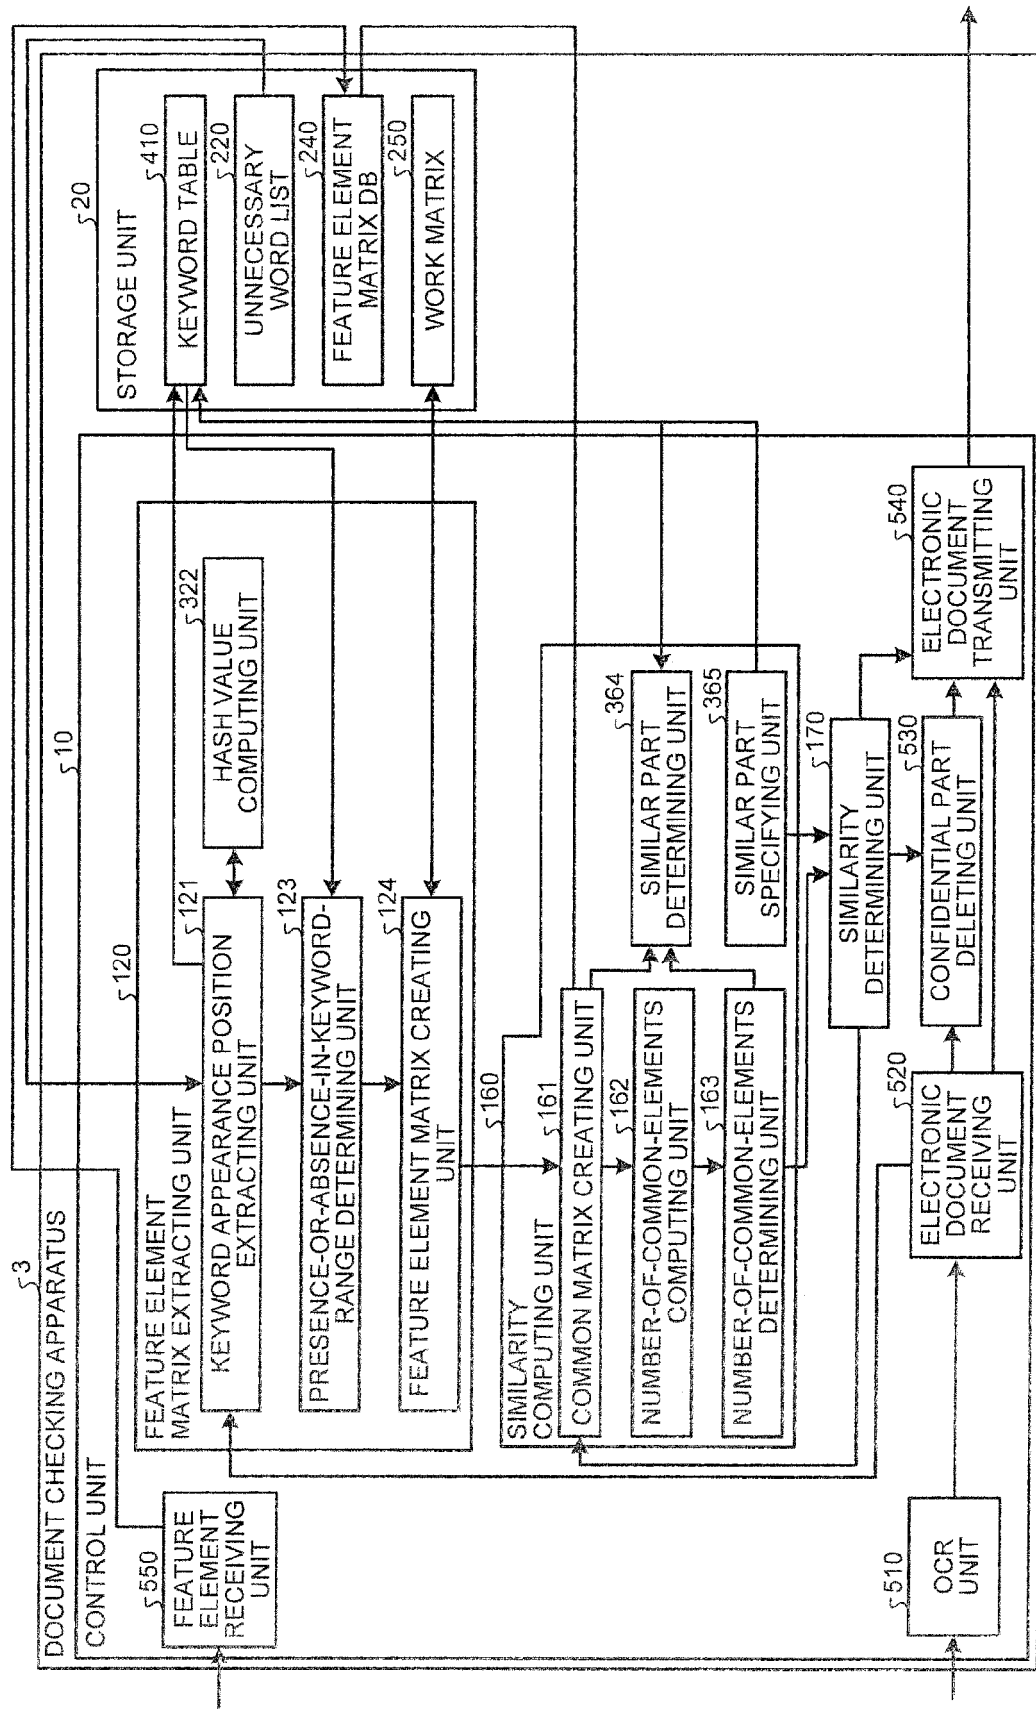 3
DOCUMENT CHECKING APPARATUS
10
CONTROL UNIT
550
FEATURE
ELEMENT
RECEIVING
UNIT
120
FEATURE ELEMENT
MATRIX EXTRACTING UNIT
121
KEYWORD APPEARANCE POSITION
EXTRACTING UNIT
322
HASH VALUE
COMPUTING UNIT
123
PRESENCE-OR-ABSENCE-IN-KEYWORD-
RANGE DETERMINING UNIT
124
FEATURE ELEMENT MATRIX CREATING
UNIT
20
STORAGE UNIT
410
KEYWORD TABLE
220
UNNECESSARY
WORD LIST
240
FEATURE ELEMENT
MATRIX DB
250
WORK MATRIX
160
SIMILARITY
COMPUTING UNIT
161
COMMON MATRIX CREATING UNIT
162
NUMBER-OF-COMMON-ELEMENTS
COMPUTING UNIT
163
NUMBER-OF-COMMON-ELEMENTS
DETERMINING UNIT
364
SIMILAR PART
DETERMINING UNIT
365
SIMILAR PART
SPECIFYING UNIT
170
SIMILARITY
DETERMINING UNIT
510
OCR
UNIT
520
ELECTRONIC
DOCUMENT
RECEIVING
UNIT
530
CONFIDENTIAL PART
DELETING UNIT
540
ELECTRONIC
DOCUMENT
TRANSMITTING
UNIT